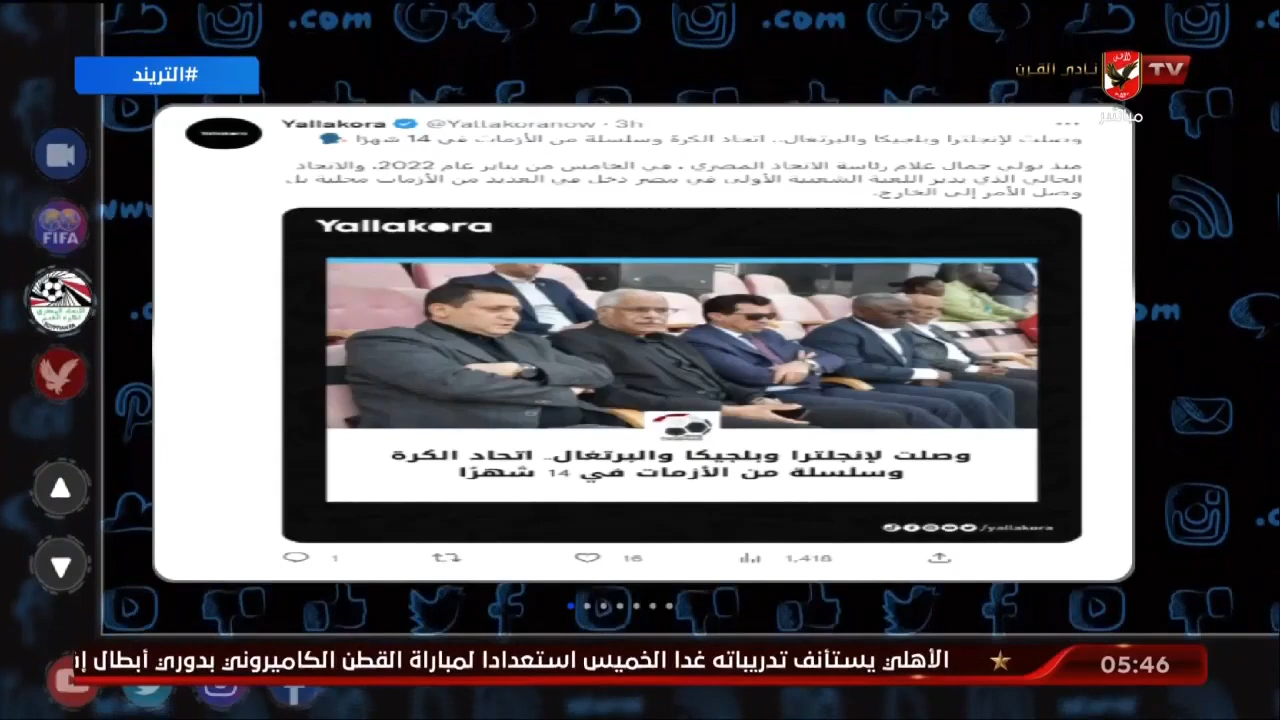 #التريند
نادي القرن
TV
مباشر
Yallakora @Yallakoranow · 3h
وصلت لإنجلترا وبلجيكا والبرتغال.. اتحاد الكرة وسلسلة من الأزمات في 14 شهرًا
منذ تولي جمال علام رئاسة الاتحاد المصري ، في الخامس من يناير عام 2022، والاتحاد
الحالي الذي يدير اللعبة الشعبية الأولى في مصر دخل في العديد من الأزمات محلية بل
وصل الأمر إلى الخارج.
Yallakora
وصلت لإنجلترا وبلجيكا والبرتغال.. اتحاد الكرة
وسلسلة من الأزمات في 14 شهرًا
/yallakora
1 16 1,418
FIFA
الأهلي يستأنف تدريباته غدا الخميس استعدادا لمباراة القطن الكاميروني بدوري أبطال إ
05:46